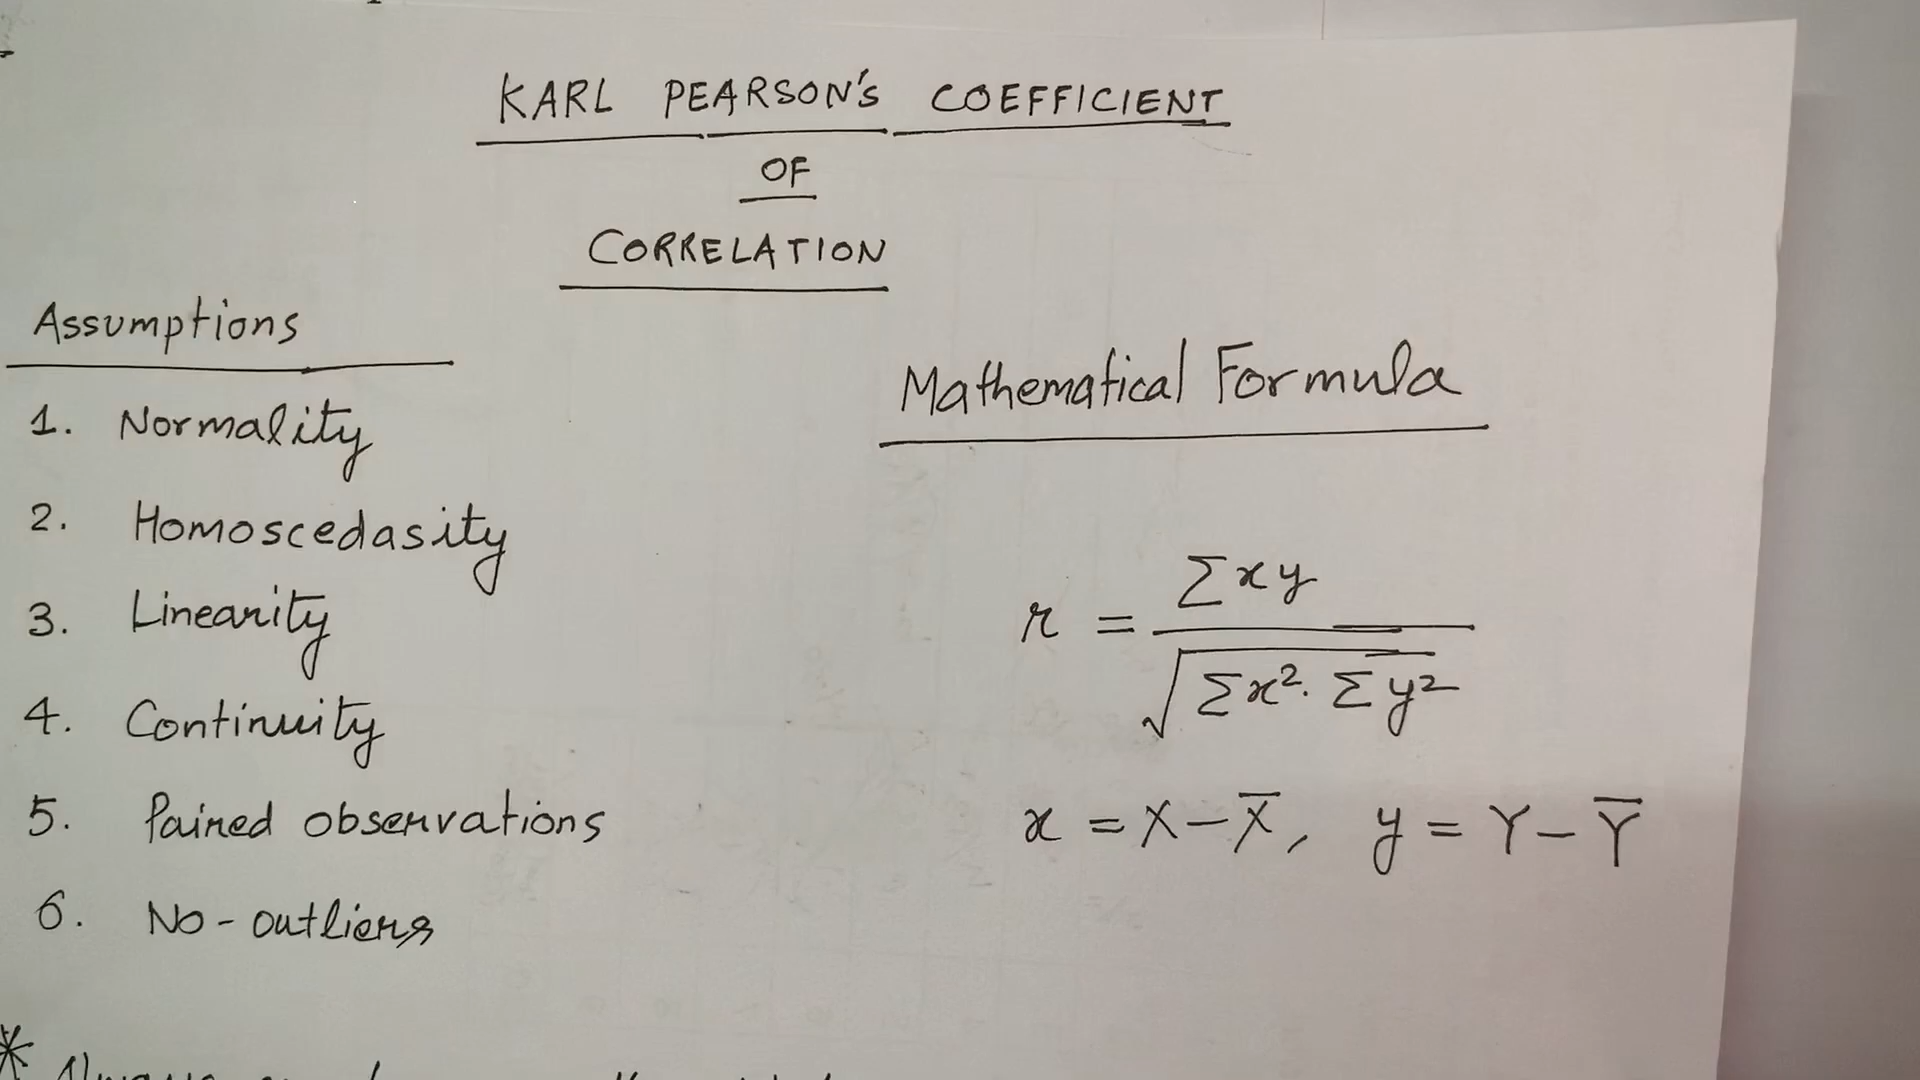 KARL PEARSON'S COEFFICIENT
OF
CORRELATION
Assumptions
1. Normality
2. Homoscedasity
3. Linearity
4. Continuity
5. Paired observations
6. No-outliers
Mathematical Formula
r = Σxy / √Σx². Σy²
x = X - X̄, y = Y - Ȳ
* Always